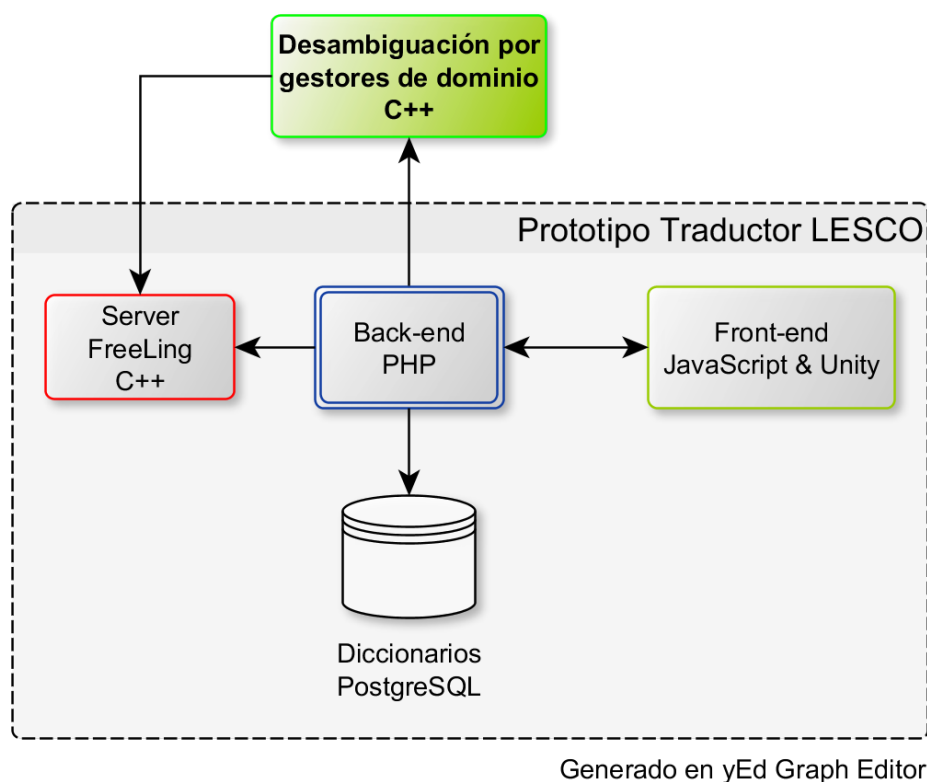 Desambiguación por
gestores de dominio
C++
Prototipo Traductor LESCO
Server
FreeLing
C++
Back-end
PHP
Front-end
JavaScript & Unity
Diccionarios
PostgreSQL
Generado en yEd Graph Editor